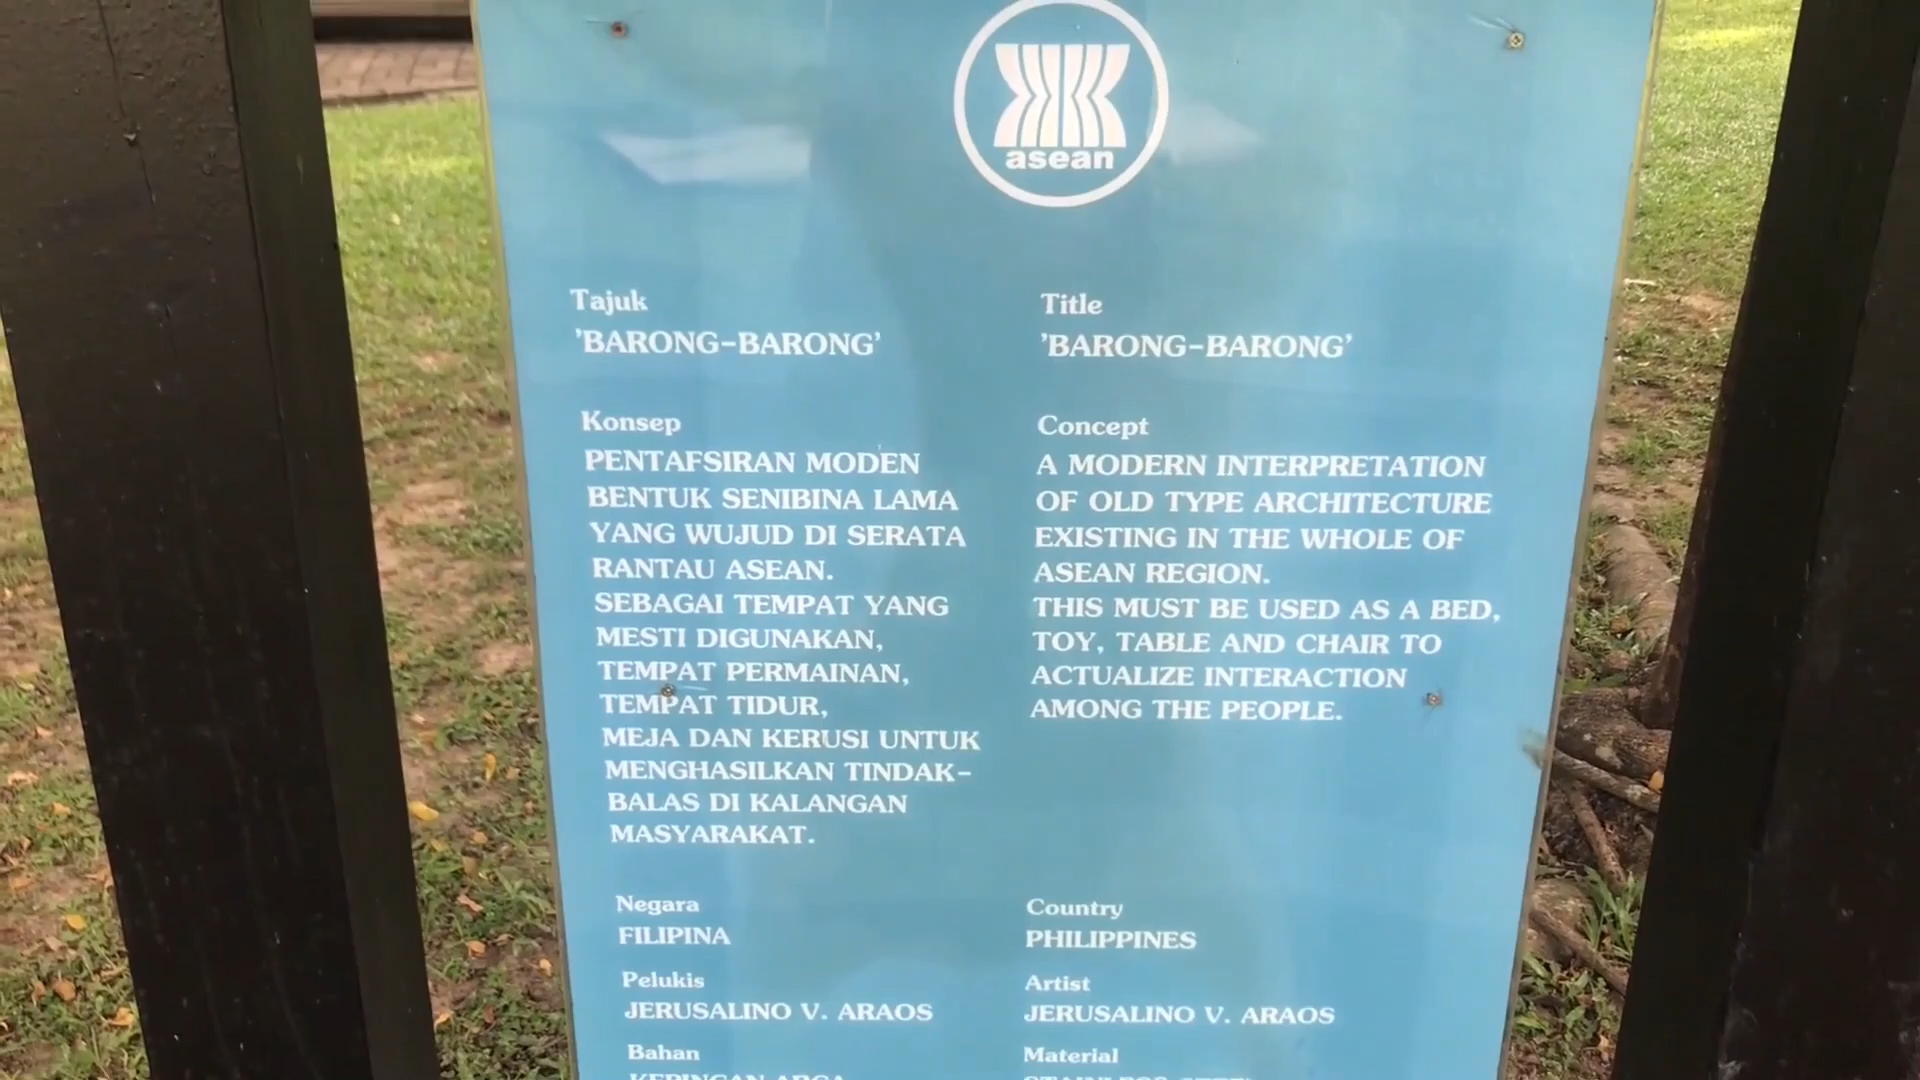 asean
Tajuk
'BARONG-BARONG'
Konsep
PENTAFSIRAN MODEN
BENTUK SENIBINA LAMA
YANG WUJUD DI SERATA
RANTAU ASEAN.
SEBAGAI TEMPAT YANG
MESTI DIGUNAKAN,
TEMPAT PERMAINAN,
TEMPAT TIDUR,
MEJA DAN KERUSI UNTUK
MENGHASILKAN TINDAK-
BALAS DI KALANGAN
MASYARAKAT.
Negara
FILIPINA
Pelukis
JERUSALINO V. ARAOS
Bahan
Title
'BARONG-BARONG'
Concept
A MODERN INTERPRETATION
OF OLD TYPE ARCHITECTURE
EXISTING IN THE WHOLE OF
ASEAN REGION.
THIS MUST BE USED AS A BED,
TOY, TABLE AND CHAIR TO
ACTUALIZE INTERACTION
AMONG THE PEOPLE.
Country
PHILIPPINES
Artist
JERUSALINO V. ARAOS
Material